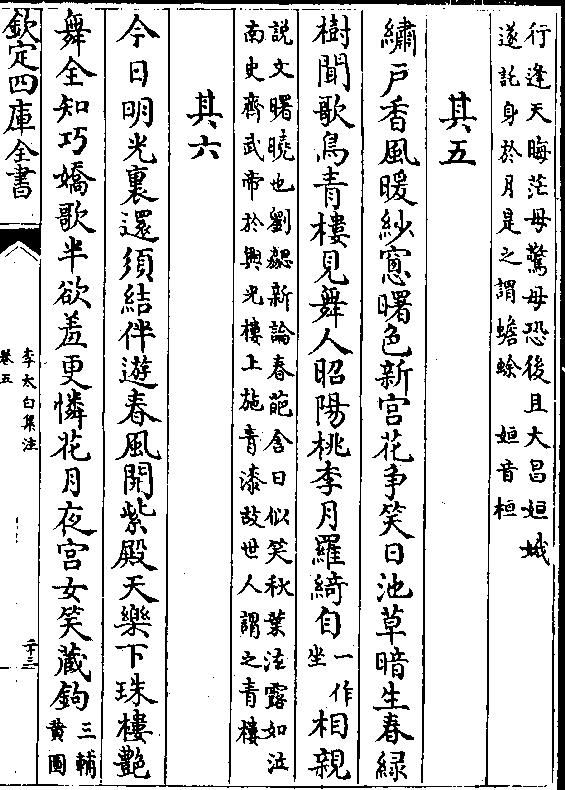 行逢天晦茫毋驚毋恐後且大昌姮娥
遂託身於月是之謂蟾蜍　姮音桓
其五
繡戶香風暖紗窻曙色新宮花争笑日池草暗生春緑
樹聞歌鳥青樓見舞人昭陽桃李月羅綺自一作坐相親
説文曙曉也劉勰新論春葩含日似笑秋葉泫露如泣
南史齊武帝於興光樓上施青漆故世人謂之青樓
其六
今日明光裏還須結伴遊春風開紫殿天樂下珠樓艷
舞全知巧嬌歌半欲羞更憐花月夜宮女笑藏鉤三輔黄圖
欽定四庫全書
李太白集注
卷五
二十三